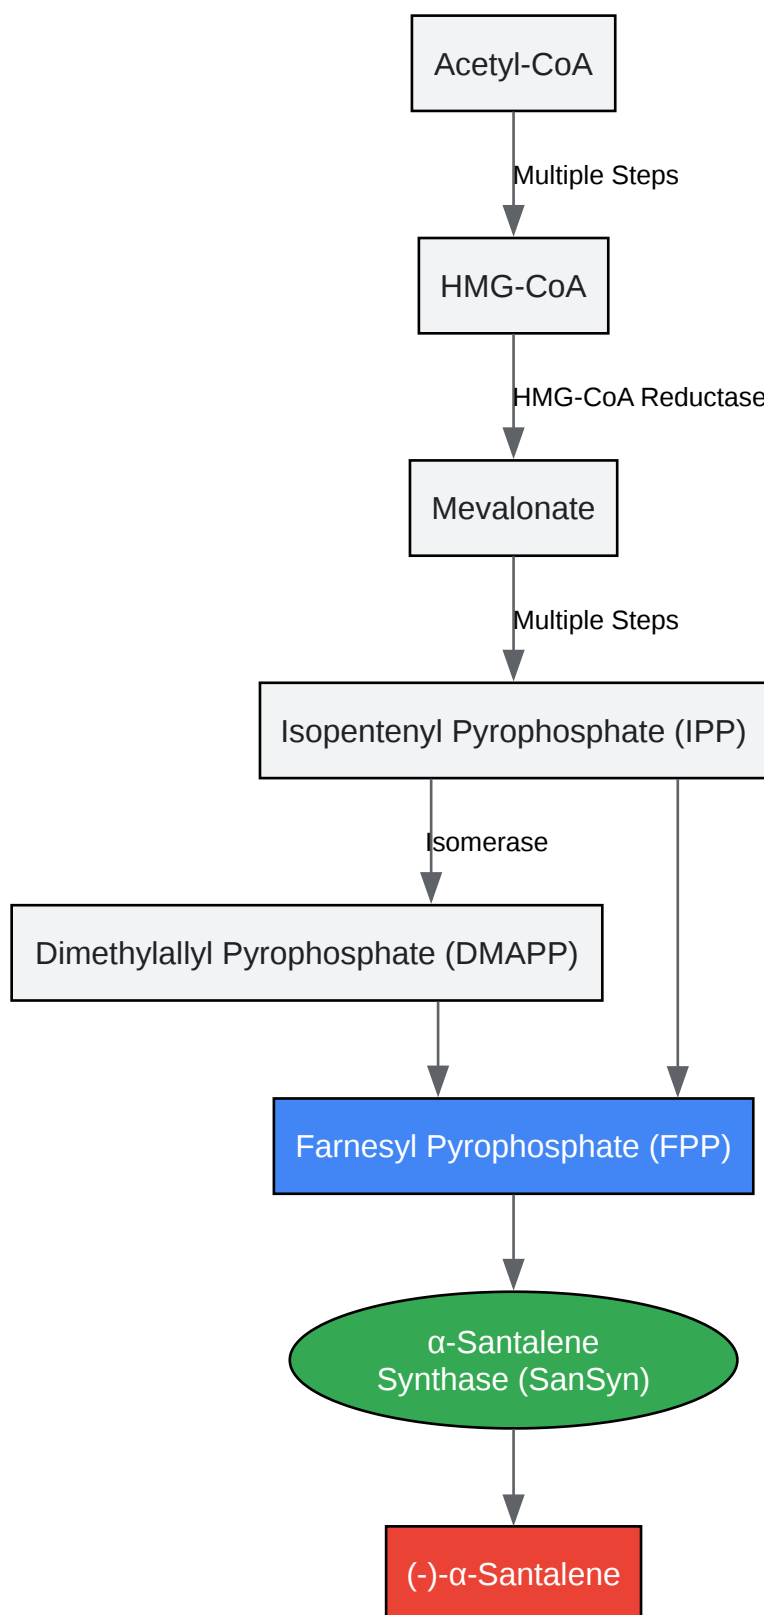 Acetyl-CoA
Multiple Steps
HMG-CoA
HMG-CoA Reductase
Mevalonate
Multiple Steps
Isopentenyl Pyrophosphate (IPP)
Isomerase
Dimethylallyl Pyrophosphate (DMAPP)
Farnesyl Pyrophosphate (FPP)
α-Santalene
Synthase (SanSyn)
(-)-α-Santalene